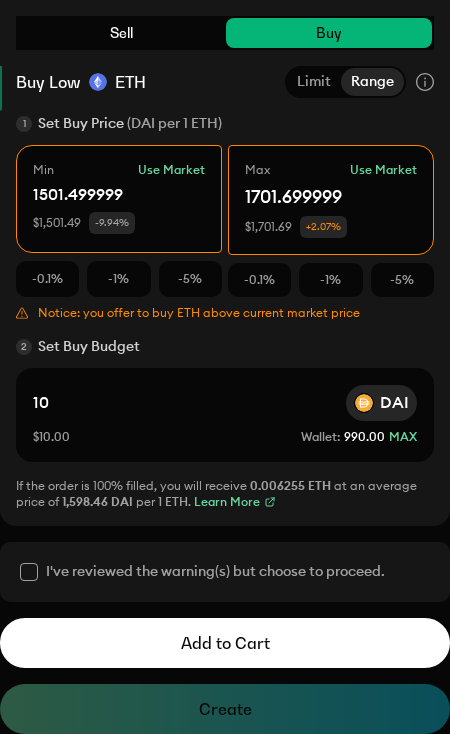 Sell
Buy
Buy Low ETH
Limit Range
1 Set Buy Price (DAI per 1 ETH)
Min Use Market
1501.499999
$1,501.49 -9.94%
Max Use Market
1701.699999
$1,701.69 +2.07%
-0.1% -1% -5%
-0.1% -1% -5%
Notice: you offer to buy ETH above current market price
2 Set Buy Budget
10 DAI
$10.00 Wallet: 990.00 MAX
If the order is 100% filled, you will receive 0.006255 ETH at an average
price of 1,598.46 DAI per 1 ETH. Learn More
I've reviewed the warning(s) but choose to proceed.
Add to Cart
Create